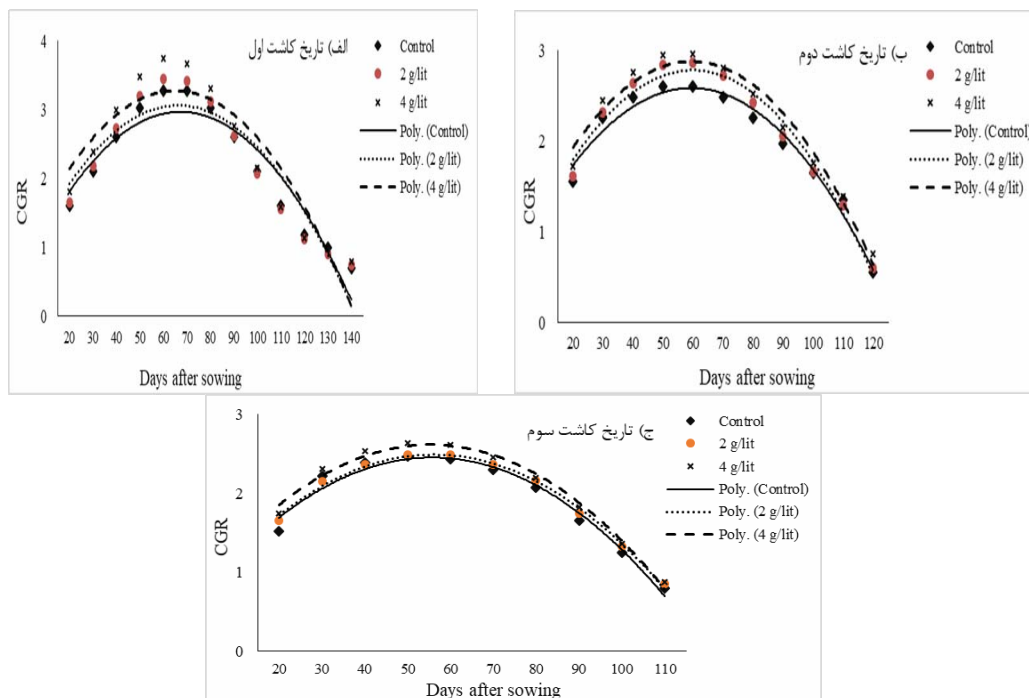 الف) تاریخ کاشت اول
Control
2 g/lit
4 g/lit
Poly. (Control)
Poly. (2 g/lit)
Poly. (4 g/lit)
CGR
4
3
2
1
0
20 30 40 50 60 70 80 90 100 110 120 130 140
Days after sowing
ب) تاریخ کاشت دوم
Control
2 g/lit
4 g/lit
Poly. (Control)
Poly. (2 g/lit)
Poly. (4 g/lit)
CGR
3
2
1
0
20 30 40 50 60 70 80 90 100 110 120
Days after sowing
ج) تاریخ کاشت سوم
Control
2 g/lit
4 g/lit
Poly. (Control)
Poly. (2 g/lit)
Poly. (4 g/lit)
CGR
3
2
1
0
20 30 40 50 60 70 80 90 100 110
Days after sowing